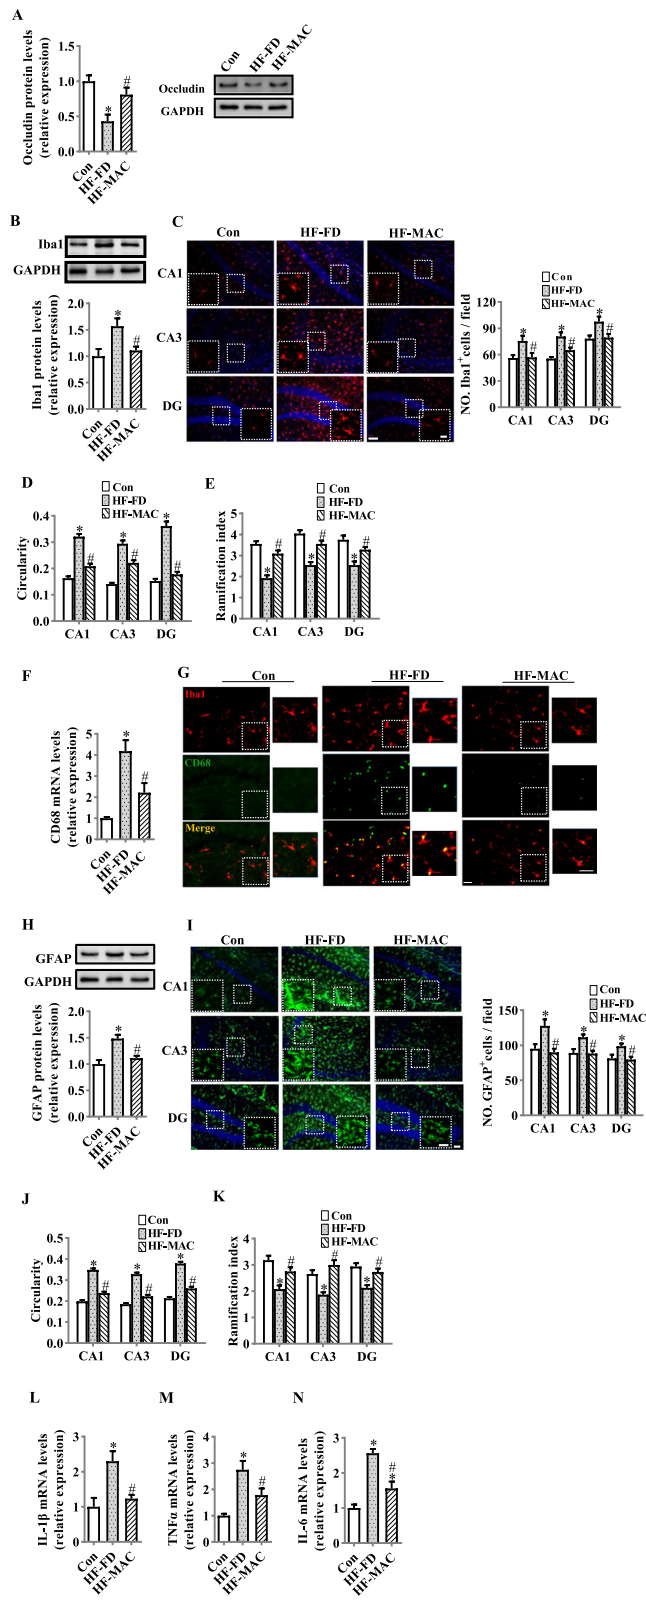 A
Occludin protein levels
(relative expression)
1.5
1.0
0.5
0.0
*
#
Con
HF-FD
HF-MAC
Con
HF-FD
HF-MAC
Occludin
GAPDH
B
Iba1
GAPDH
Iba1 protein levels
(relative expression)
2.0
1.5
1.0
0.5
0.0
*
#
Con
HF-FD
HF-MAC
C
Con HF-FD HF-MAC
CA1
CA3
DG
Con
HF-FD
HF-MAC
NO. Iba1+cells / field
120
90
60
30
0
* # * # * #
CA1 CA3 DG
D
Con
HF-FD
HF-MAC
Circularity
0.4
0.3
0.2
0.1
0.0
* # * # * #
CA1 CA3 DG
E
Con
HF-FD
HF-MAC
Ramification index
5
4
3
2
1
0
* # * # * #
CA1 CA3 DG
F
CD68 mRNA levels
(relative expression)
5
4
3
2
1
0
*
#
Con
HF-FD
HF-MAC
G
Con HF-FD HF-MAC
Iba1
CD68
Merge
H
GFAP
GAPDH
GFAP protein levels
(relative experssion)
2.0
1.5
1.0
0.5
0.0
*
#
Con
HF-FD
HF-MAC
I
Con HF-FD HF-MAC
CA1
CA3
DG
Con
HF-FD
HF-MAC
NO. GFAP+cells / field
150
100
50
0
* # * # * #
CA1 CA3 DG
J
Con
HF-FD
HF-MAC
Circularity
0.5
0.4
0.3
0.2
0.1
0.0
* # * # * #
CA1 CA3 DG
K
Con
HF-FD
HF-MAC
Ramification index
4
3
2
1
0
* # * # * #
CA1 CA3 DG
L
IL-1β mRNA levels
(relative expression)
3
2
1
0
*
#
Con
HF-FD
HF-MAC
M
TNFα mRNA levels
(relative expression)
4
3
2
1
0
*
#
Con
HF-FD
HF-MAC
N
IL-6 mRNA levels
(relative expression)
3
2
1
0
*
#
*
Con
HF-FD
HF-MAC